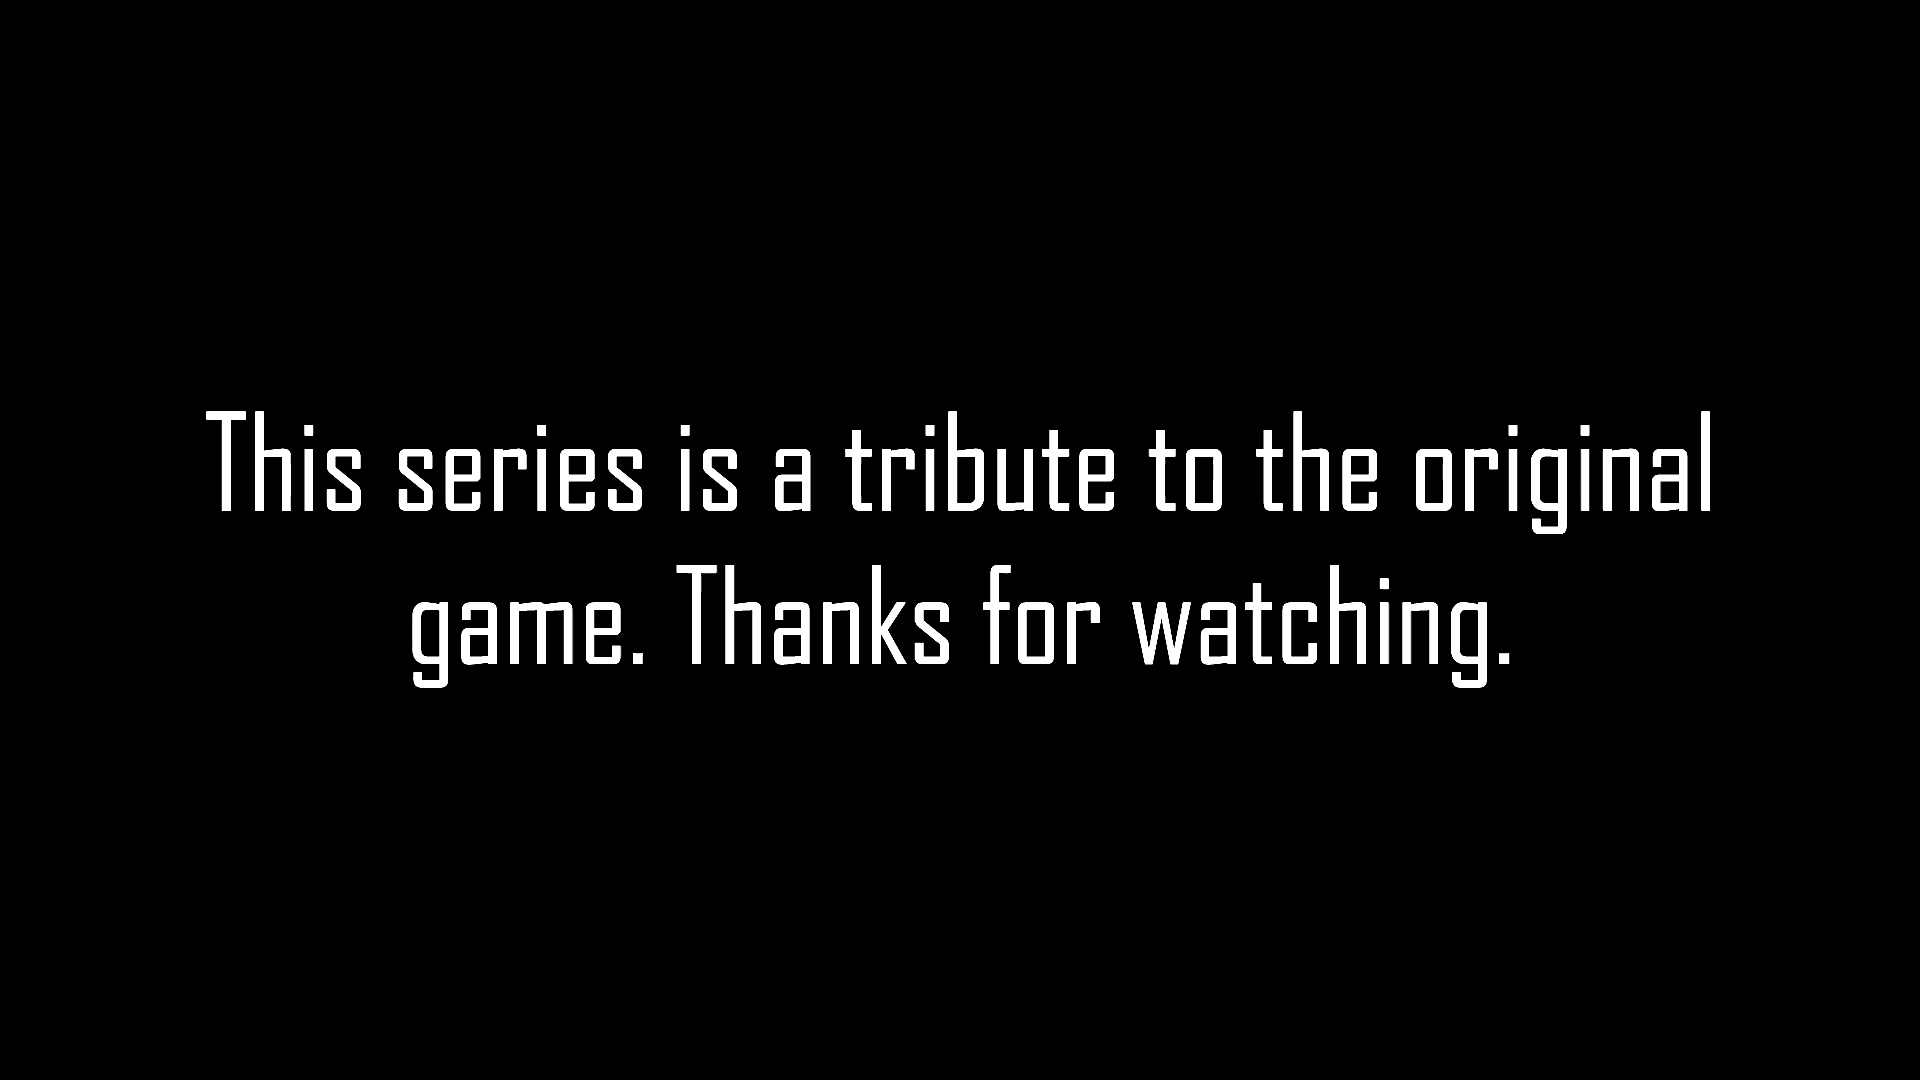 This series is a tribute to the original
game. Thanks for watching.